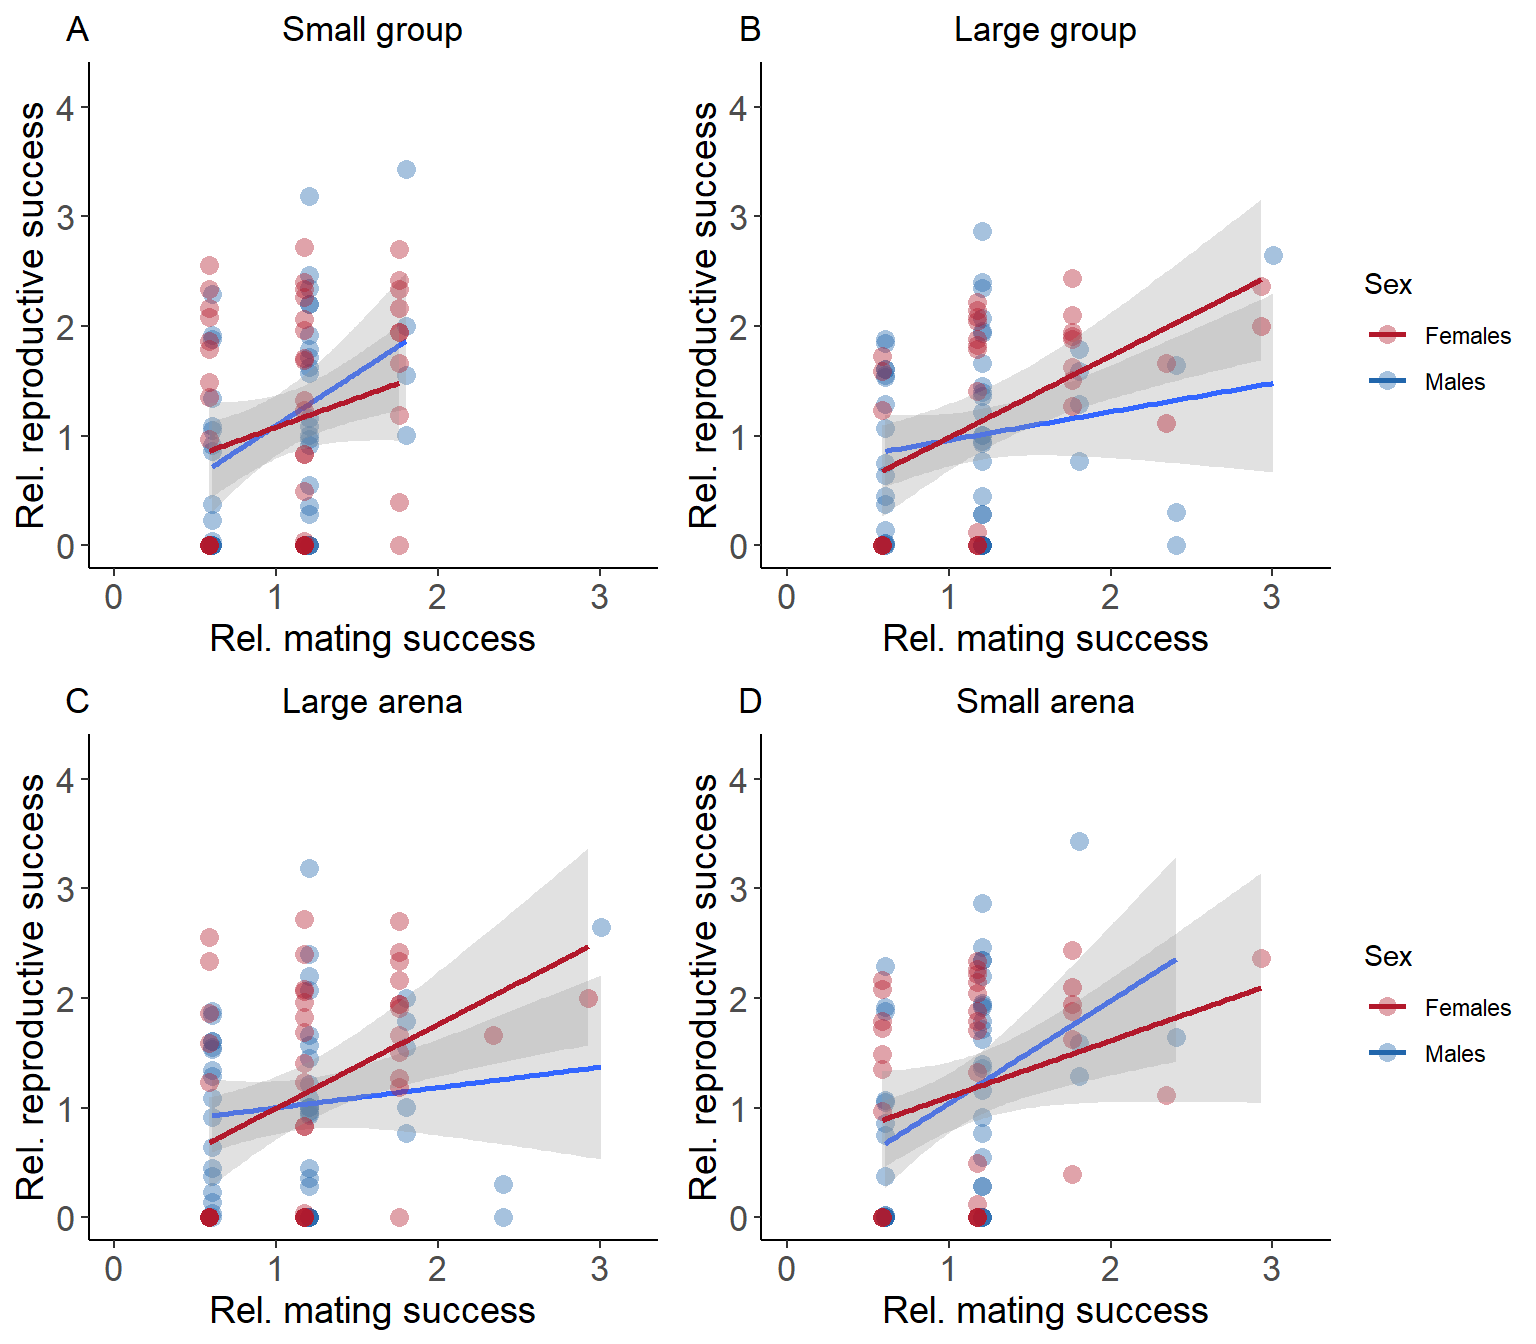 A Small group
B Large group
Rel. reproductive success
4
3
2
1
0
0 1 2 3
Rel. mating success
Rel. reproductive success
4
3
2
1
0
0 1 2 3
Rel. mating success
Sex
Females
Males
C Large arena
D Small arena
Rel. reproductive success
4
3
2
1
0
0 1 2 3
Rel. mating success
Rel. reproductive success
4
3
2
1
0
0 1 2 3
Rel. mating success
Sex
Females
Males